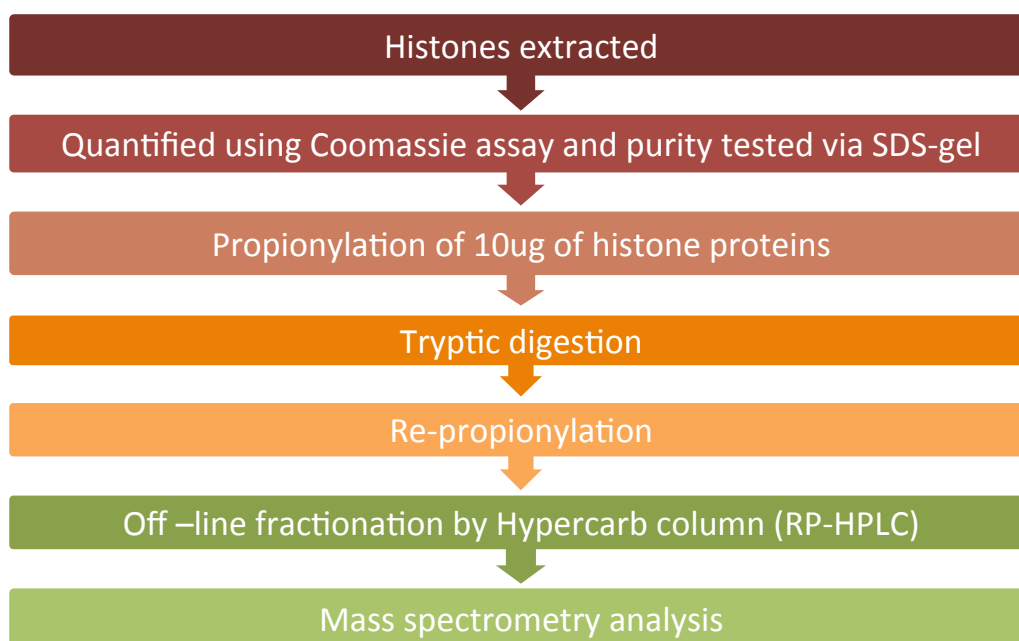 Histones extracted
Quantified using Coomassie assay and purity tested via SDS-gel
Propionylation of 10ug of histone proteins
Tryptic digestion
Re-propionylation
Off –line fractionation by Hypercarb column (RP-HPLC)
Mass spectrometry analysis